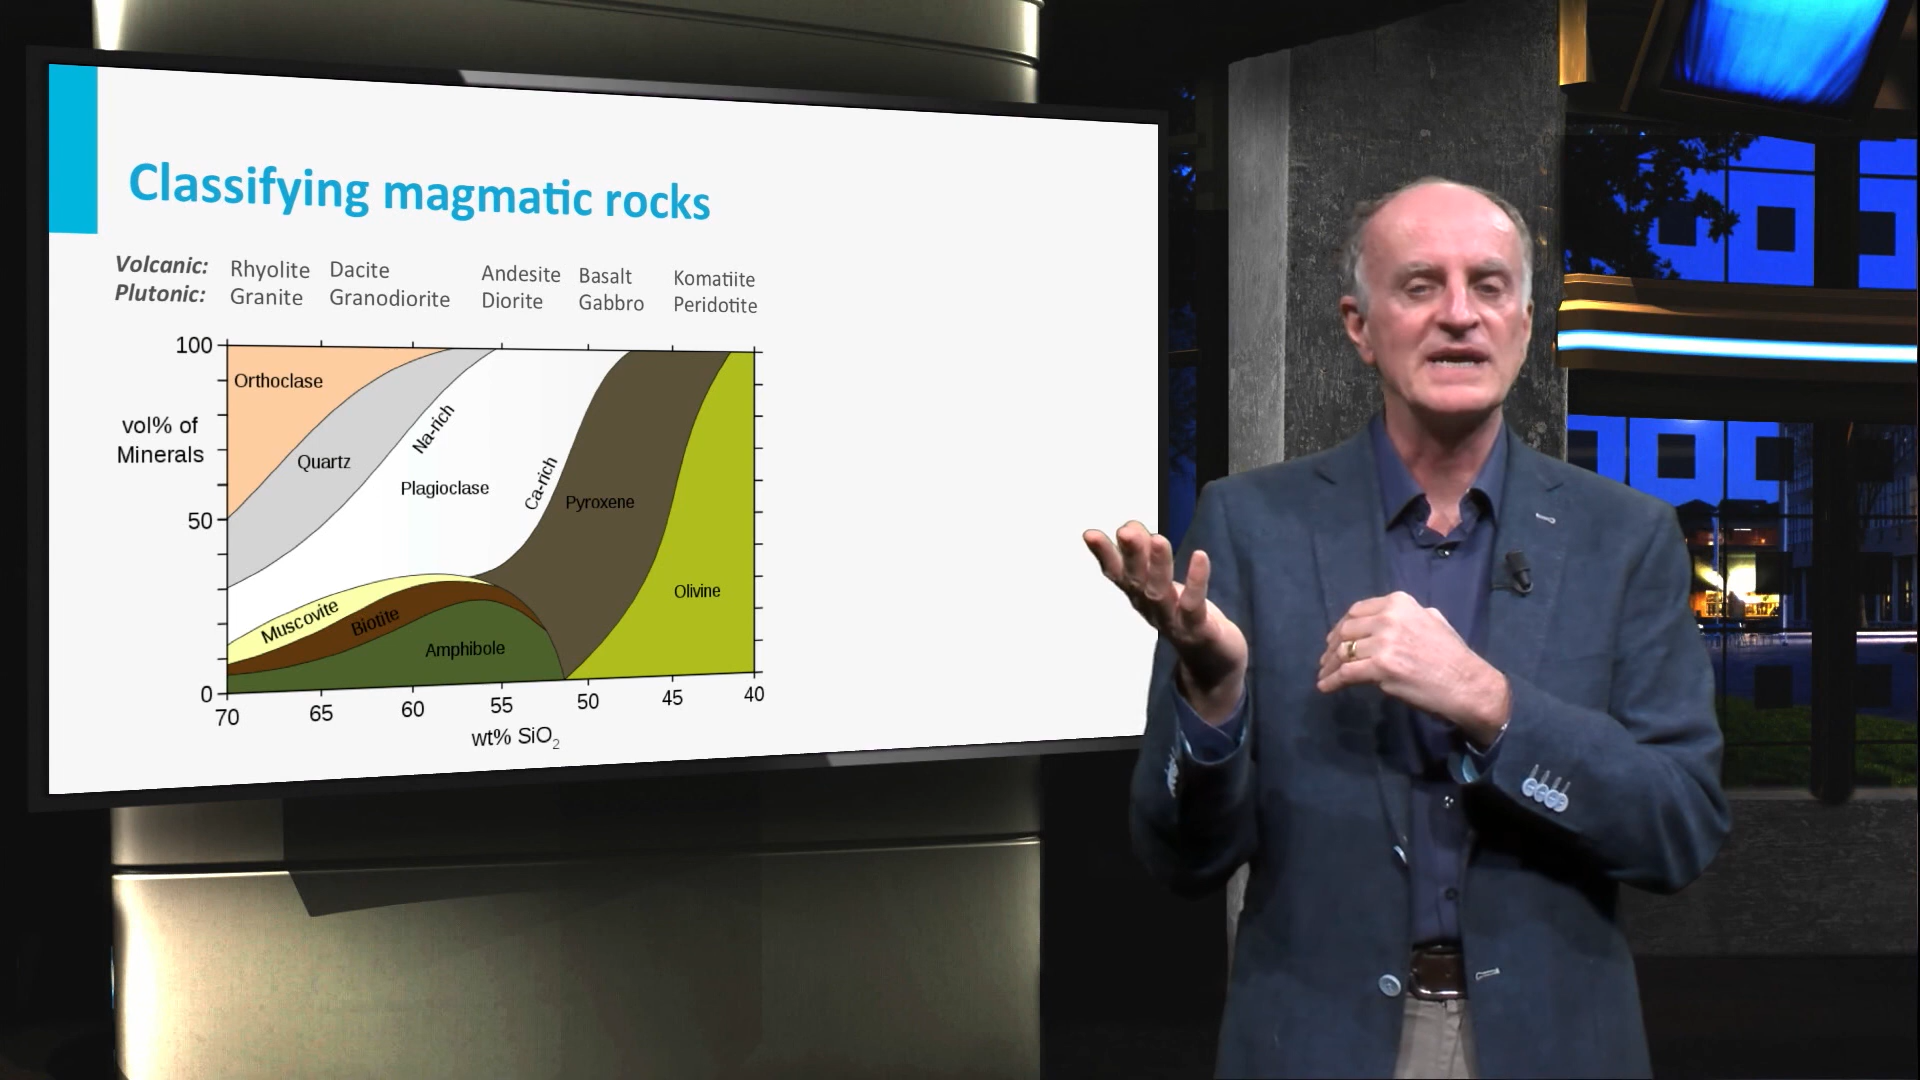 Classifying magmatic rocks
Volcanic: Rhyolite Dacite Andesite Basalt Komatiite
Plutonic: Granite Granodiorite Diorite Gabbro Peridotite
100
Orthoclase
vol% of
Minerals
Na-rich
Quartz
Plagioclase
Ca-rich
Pyroxene
50
Olivine
Muscovite
Biotite
Amphibole
0
70 65 60 55 50 45 40
wt% SiO₂